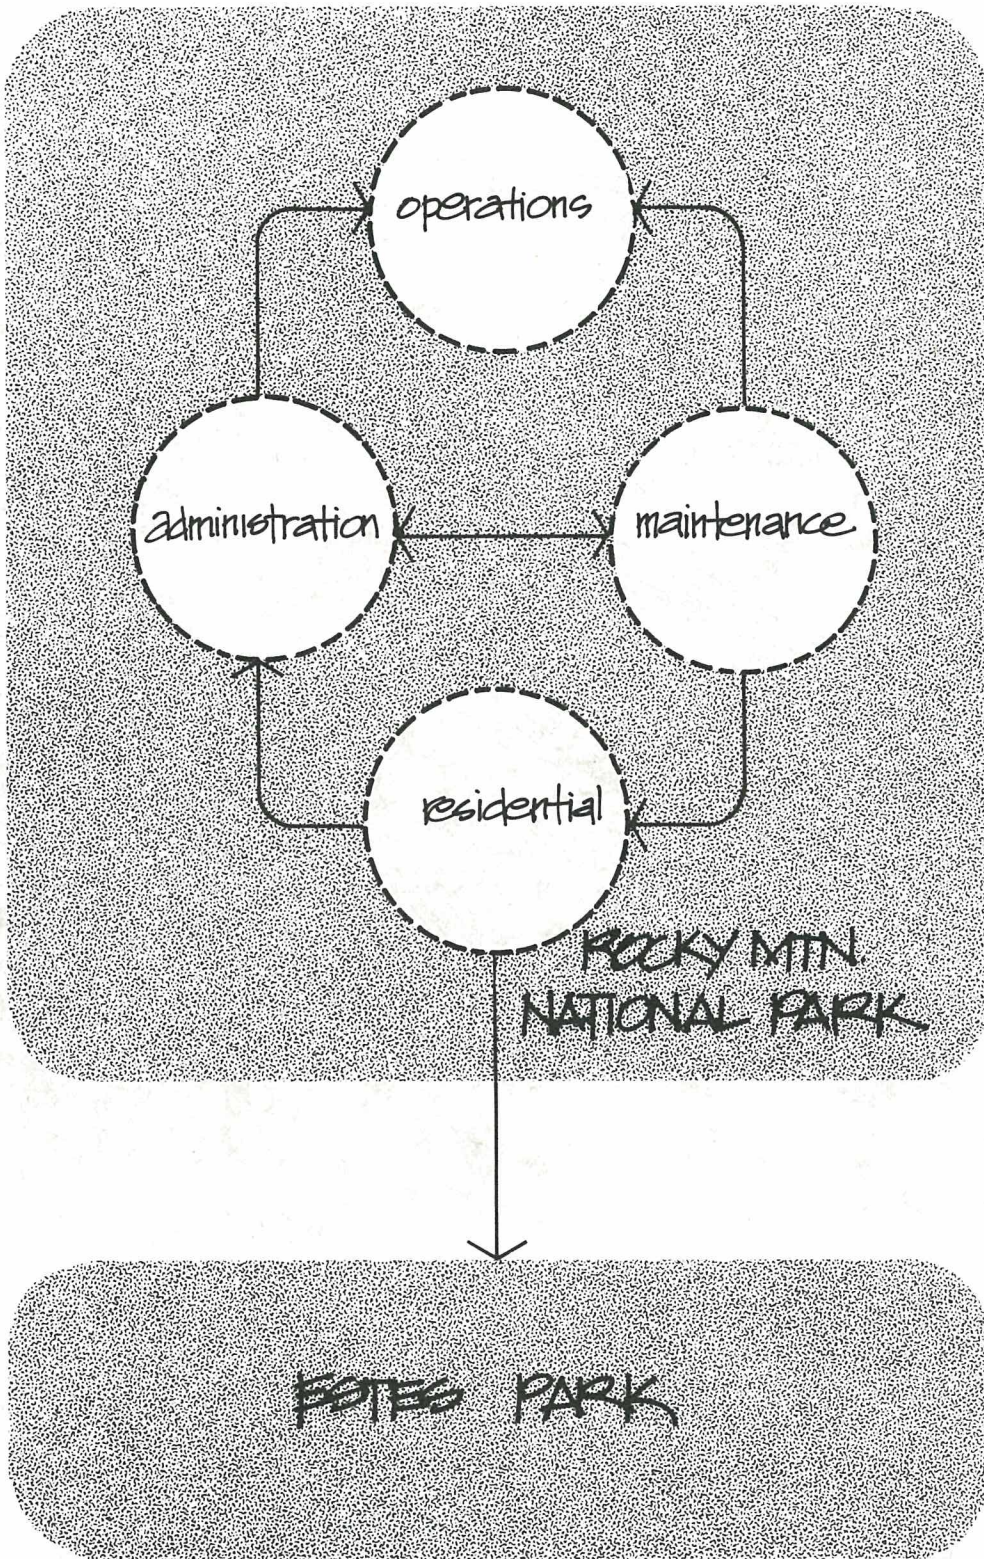 operations
administration
maintenance
residential
ROCKY MTN.
NATIONAL PARK
ESTES PARK